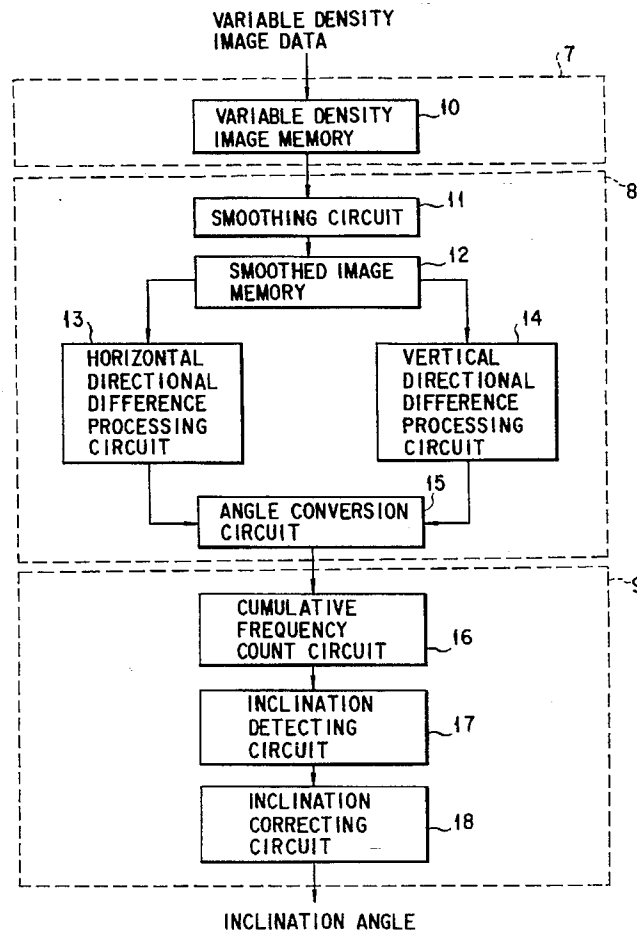 VARIABLE DENSITY
IMAGE DATA
7
VARIABLE DENSITY
IMAGE MEMORY
10
8
SMOOTHING CIRCUIT
11
SMOOTHED IMAGE
MEMORY
12
13
HORIZONTAL
DIRECTIONAL
DIFFERENCE
PROCESSING
CIRCUIT
14
VERTICAL
DIRECTIONAL
DIFFERENCE
PROCESSING
CIRCUIT
15
ANGLE CONVERSION
CIRCUIT
9
CUMULATIVE
FREQUENCY
COUNT CIRCUIT
16
INCLINATION
DETECTING
CIRCUIT
17
INCLINATION
CORRECTING
CIRCUIT
18
INCLINATION ANGLE